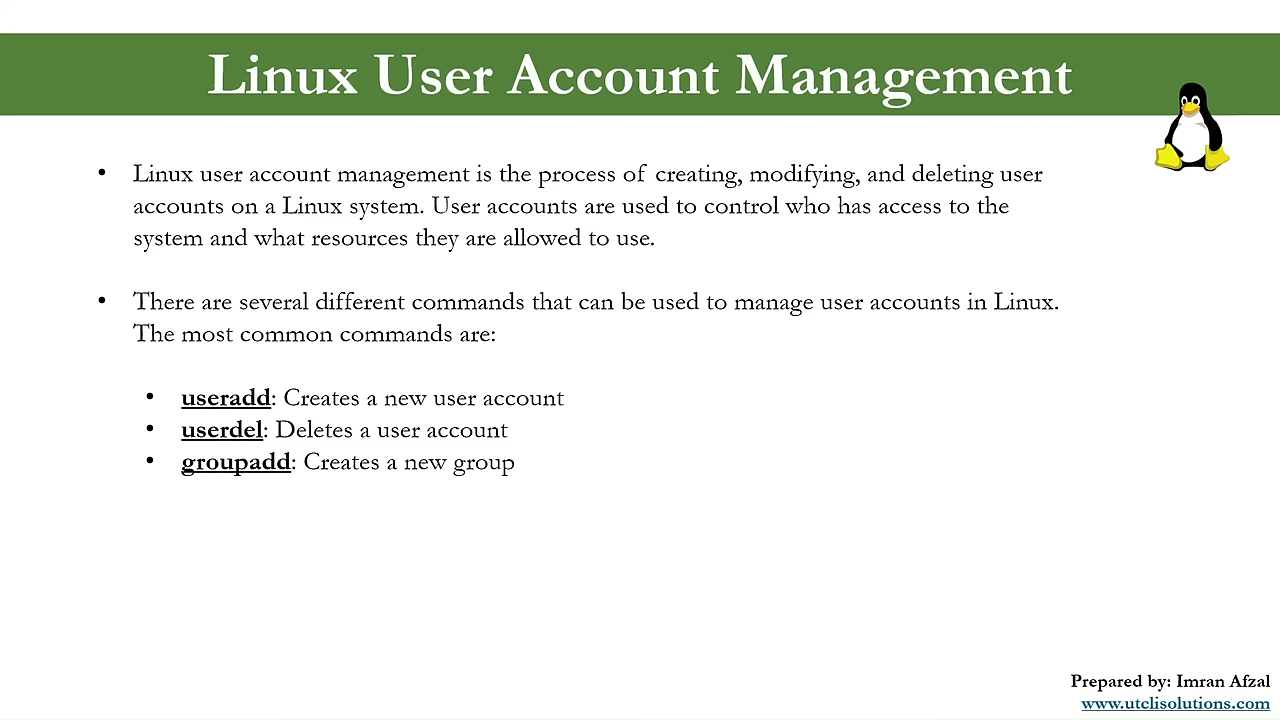 Linux User Account Management
• Linux user account management is the process of creating, modifying, and deleting user
accounts on a Linux system. User accounts are used to control who has access to the
system and what resources they are allowed to use.
• There are several different commands that can be used to manage user accounts in Linux.
The most common commands are:
• useradd: Creates a new user account
• userdel: Deletes a user account
• groupadd: Creates a new group
Prepared by: Imran Afzal
www.utclisolutions.com